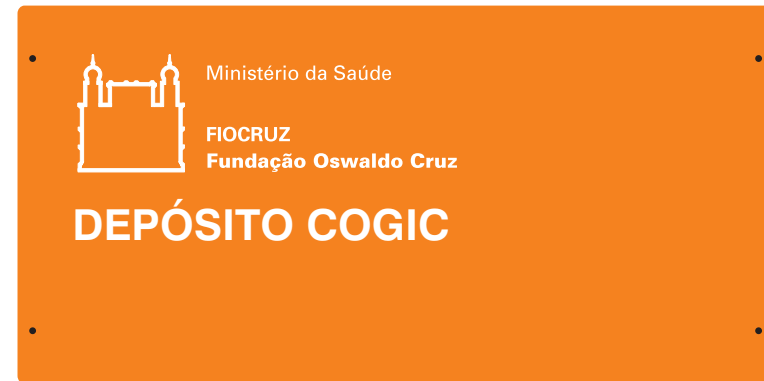 Ministério da Saúde
FIOCRUZ
Fundação Oswaldo Cruz
DEPÓSITO COGIC